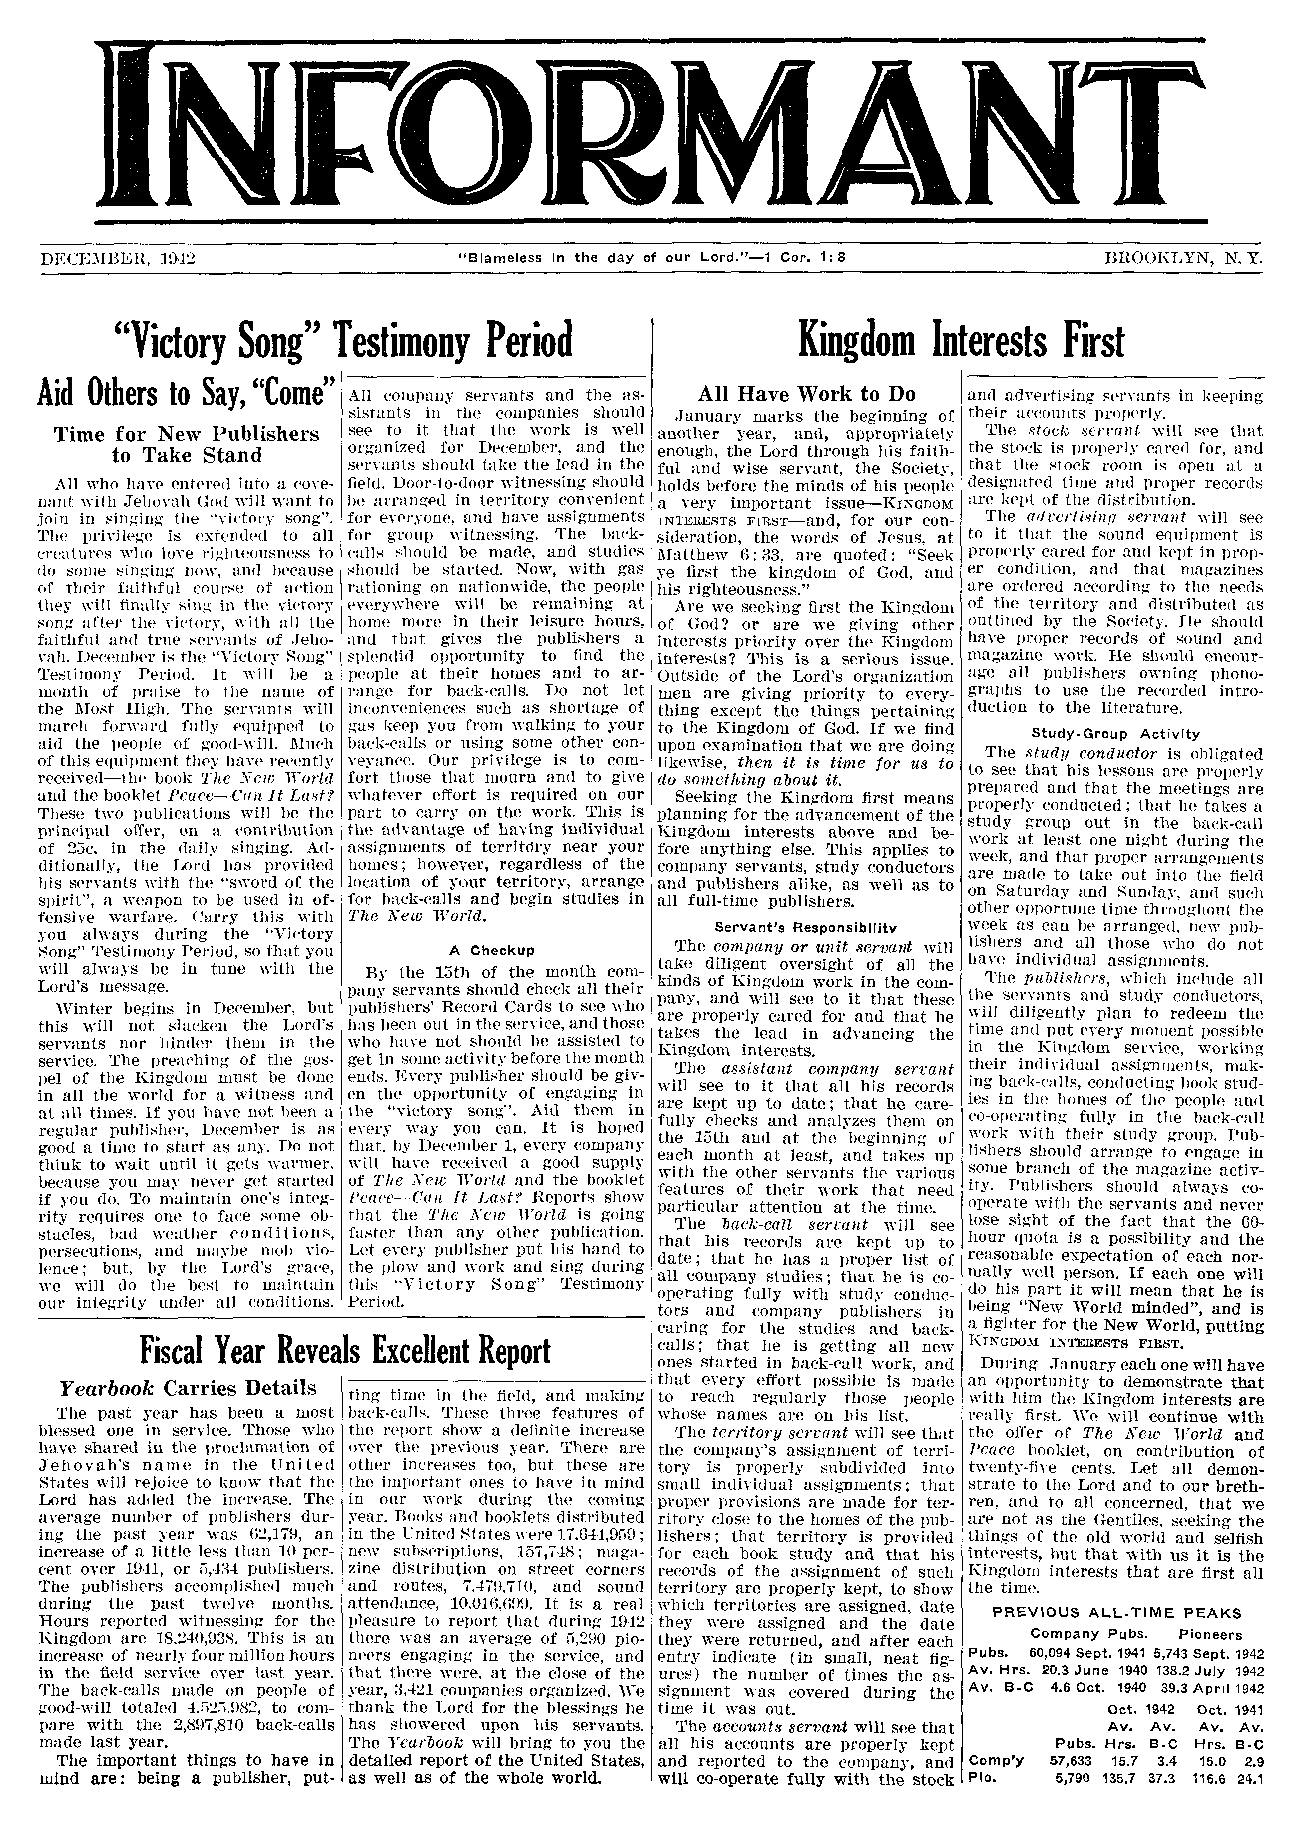 INFORMANT
DECEMBER, 1942
"Blameless in the day of our Lord."—1 Cor. 1:8
BROOKLYN, N. Y.
"Victory Song" Testimony Period
Aid Others to Say, "Come"
Time for New Publishers
to Take Stand
All who have entered into a cove-
nant with Jehovah God will want to
join in singing the "victory song".
The privilege is extended to all
creatures who love righteousness to
do some singing now, and because
of their faithful course of action
they will finally sing in the victory
song after the victory, with all the
faithful and true servants of Jeho-
vah. December is the "Victory Song"
Testimony Period. It will be a
month of praise to the name of
the Most High. The servants will
march forward fully equipped to
aid the people of good-will. Much
of this equipment they have recently
received—the book The New World
and the booklet Peace—Can It Last?
These two publications will be the
principal offer, on a contribution
of 25c, in the daily singing. Ad-
ditionally, the Lord has provided
his servants with the "sword of the
spirit", a weapon to be used in of-
fensive warfare. Carry this with
you always during the "Victory
Song" Testimony Period, so that you
will always be in tune with the
Lord's message.
Winter begins in December, but
this will not slacken the Lord's
servants nor hinder them in the
service. The preaching of the gos-
pel of the Kingdom must be done
in all the world for a witness and
at all times. If you have not been a
regular publisher, December is as
good a time to start as any. Do not
think to wait until it gets warmer,
because you may never get started
if you do. To maintain one's integ-
rity requires one to face some ob-
stacles, bad weather conditions,
persecutions, and maybe mob vio-
lence; but, by the Lord's grace,
we will do the best to maintain
our integrity under all conditions.
All company servants and the as-
sistants in the companies should
see to it that the work is well
organized for December, and the
servants should take the lead in the
field. Door-to-door witnessing should
be arranged in territory convenient
for everyone, and have assignments
for group witnessing. The back-
calls should be made, and studies
should be started. Now, with gas
rationing on nationwide, the people
everywhere will be remaining at
home more in their leisure hours,
and that gives the publishers a
splendid opportunity to find the
people at their homes and to ar-
range for back-calls. Do not let
inconveniences such as shortage of
gas keep you from walking to your
back-calls or using some other con-
veyance. Our privilege is to com-
fort those that mourn and to give
whatever effort is required on our
part to carry on the work. This is
the advantage of having individual
assignments of territory near your
homes; however, regardless of the
location of your territory, arrange
for back-calls and begin studies in
The New World.
A Checkup
By the 15th of the month com-
pany servants should check all their
publishers' Record Cards to see who
has been out in the service, and those
who have not should be assisted to
get in some activity before the month
ends. Every publisher should be giv-
en the opportunity of engaging in
the "victory song". Aid them in
every way you can. It is hoped
that, by December 1, every company
will have received a good supply
of The New World and the booklet
Peace—Can It Last? Reports show
that the The New World is going
faster than any other publication.
Let every publisher put his hand to
the plow and work and sing during
this "Victory Song" Testimony
Period.
Fiscal Year Reveals Excellent Report
Yearbook Carries Details
The past year has been a most
blessed one in service. Those who
have shared in the proclamation of
Jehovah's name in the United
States will rejoice to know that the
Lord has added the increase. The
average number of publishers dur-
ing the past year was 62,179, an
increase of a little less than 10 per-
cent over 1941, or 5,434 publishers.
The publishers accomplished much
during the past twelve months.
Hours reported witnessing for the
Kingdom are 18,240,938. This is an
increase of nearly four million hours
in the field service over last year.
The back-calls made on people of
good-will totaled 4,525,982, to com-
pare with the 2,897,810 back-calls
made last year.
The important things to have in
mind are: being a publisher, put-
ting time in the field, and making
back-calls. These three features of
the report show a definite increase
over the previous year. There are
other increases too, but these are
the important ones to have in mind
in our work during the coming
year. Books and booklets distributed
in the United States were 17,641,959;
new subscriptions, 157,748; maga-
zine distribution on street corners
and routes, 7,479,710, and sound
attendance, 10,016,699. It is a real
pleasure to report that during 1942
there was an average of 5,290 pio-
neers engaging in the service, and
that there were, at the close of the
year, 3,421 companies organized. We
thank the Lord for the blessings he
has showered upon his servants.
The Yearbook will bring to you the
detailed report of the United States,
as well as of the whole world.
Kingdom Interests First
All Have Work to Do
January marks the beginning of
another year, and, appropriately
enough, the Lord through his faith-
ful and wise servant, the Society,
holds before the minds of his people
a very important issue—KINGDOM
INTERESTS FIRST—and, for our con-
sideration, the words of Jesus, at
Matthew 6:33, are quoted: "Seek
ye first the kingdom of God, and
his righteousness."
Are we seeking first the Kingdom
of God? or are we giving other
interests priority over the Kingdom
interests? This is a serious issue.
Outside of the Lord's organization
men are giving priority to every-
thing except the things pertaining
to the Kingdom of God. If we find
upon examination that we are doing
likewise, then it is time for us to
do something about it.
Seeking the Kingdom first means
planning for the advancement of the
Kingdom interests above and be-
fore anything else. This applies to
company servants, study conductors
and publishers alike, as well as to
all full-time publishers.
Servant's Responsibility
The company or unit servant will
take diligent oversight of all the
kinds of Kingdom work in the com-
pany, and will see to it that these
are properly cared for and that he
takes the lead in advancing the
Kingdom interests.
The assistant company servant
will see to it that all his records
are kept up to date; that he care-
fully checks and analyzes them on
the 15th and at the beginning of
each month at least, and takes up
with the other servants the various
features of their work that need
particular attention at the time.
The back-call servant will see
that his records are kept up to
date; that he has a proper list of
all company studies; that he is co-
operating fully with study conduc-
tors and company publishers in
caring for the studies and back-
calls; that he is getting all new
ones started in back-call work, and
that every effort possible is made
to reach regularly those people
whose names are on his list.
The territory servant will see that
the company's assignment of terri-
tory is properly subdivided into
small individual assignments; that
proper provisions are made for ter-
ritory close to the homes of the pub-
lishers; that territory is provided
for each book study and that his
records of the assignment of such
territory are properly kept, to show
which territories are assigned, date
they were assigned and the date
they were returned, and after each
entry indicate (in small, neat fig-
ures) the number of times the as-
signment was covered during the
time it was out.
The accounts servant will see that
all his accounts are properly kept
and reported to the company, and
will co-operate fully with the stock
and advertising servants in keeping
their accounts properly.
The stock servant will see that
the stock is properly cared for, and
that the stock room is open at a
designated time and proper records
are kept of the distribution.
The advertising servant will see
to it that the sound equipment is
properly cared for and kept in prop-
er condition, and that magazines
are ordered according to the needs
of the territory and distributed as
outlined by the Society. He should
have proper records of sound and
magazine work. He should encour-
age all publishers owning phono-
graphs to use the recorded intro-
duction to the literature.
Study-Group Activity
The study conductor is obligated
to see that his lessons are properly
prepared and that the meetings are
properly conducted; that he takes a
study group out in the back-call
work at least one night during the
week, and that proper arrangements
are made to take out into the field
on Saturday and Sunday, and such
other opportune time throughout the
week as can be arranged, new pub-
lishers and all those who do not
have individual assignments.
The publishers, which include all
the servants and study conductors,
will diligently plan to redeem the
time and put every moment possible
in the Kingdom service, working
their individual assignments, mak-
ing back-calls, conducting book stud-
ies in the homes of the people and
co-operating fully in the back-call
work with their study group. Pub-
lishers should arrange to engage in
some branch of the magazine activ-
ity. Publishers should always co-
operate with the servants and never
lose sight of the fact that the 60-
hour quota is a possibility and the
reasonable expectation of each nor-
mally well person. If each one will
do his part it will mean that he is
being "New World minded", and is
a fighter for the New World, putting
KINGDOM INTERESTS FIRST.
During January each one will have
an opportunity to demonstrate that
with him the Kingdom interests are
really first. We will continue with
the offer of The New World and
Peace booklet, on contribution of
twenty-five cents. Let all demon-
strate to the Lord and to our breth-
ren, and to all concerned, that we
are not as the Gentiles, seeking the
things of the old world and selfish
interests, but that with us it is the
Kingdom interests that are first all
the time.
PREVIOUS ALL-TIME PEAKS
Company Pubs. Pioneers
Pubs. 60,094 Sept. 1941 5,743 Sept. 1942
Av. Hrs. 20.3 June 1940 138.2 July 1942
Av. B-C 4.6 Oct. 1940 39.3 April 1942
Oct. 1942 Oct. 1941
Av. Av. Av. Av.
Pubs. Hrs. B-C Hrs. B-C
Comp'y 57,633 15.7 3.4 15.0 2.9
Pio. 5,790 135.7 37.3 116.6 24.1